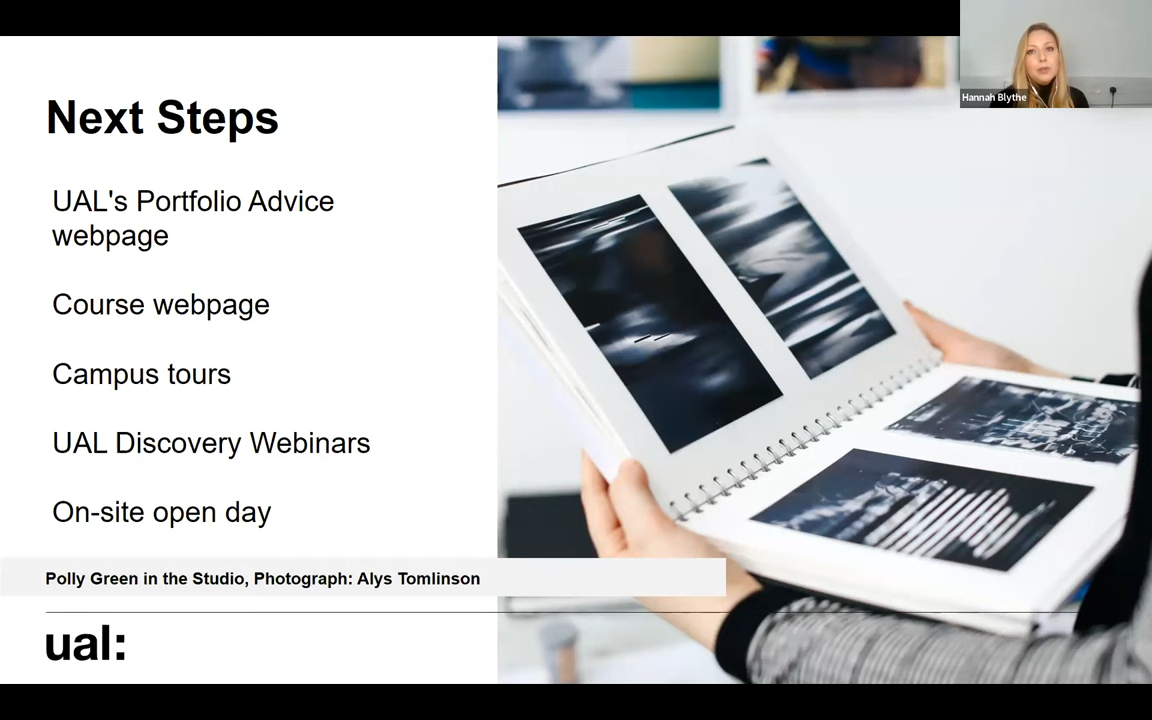 Hannah Blythe
Next Steps
UAL's Portfolio Advice
webpage
Course webpage
Campus tours
UAL Discovery Webinars
On-site open day
Polly Green in the Studio, Photograph: Alys Tomlinson
ual: